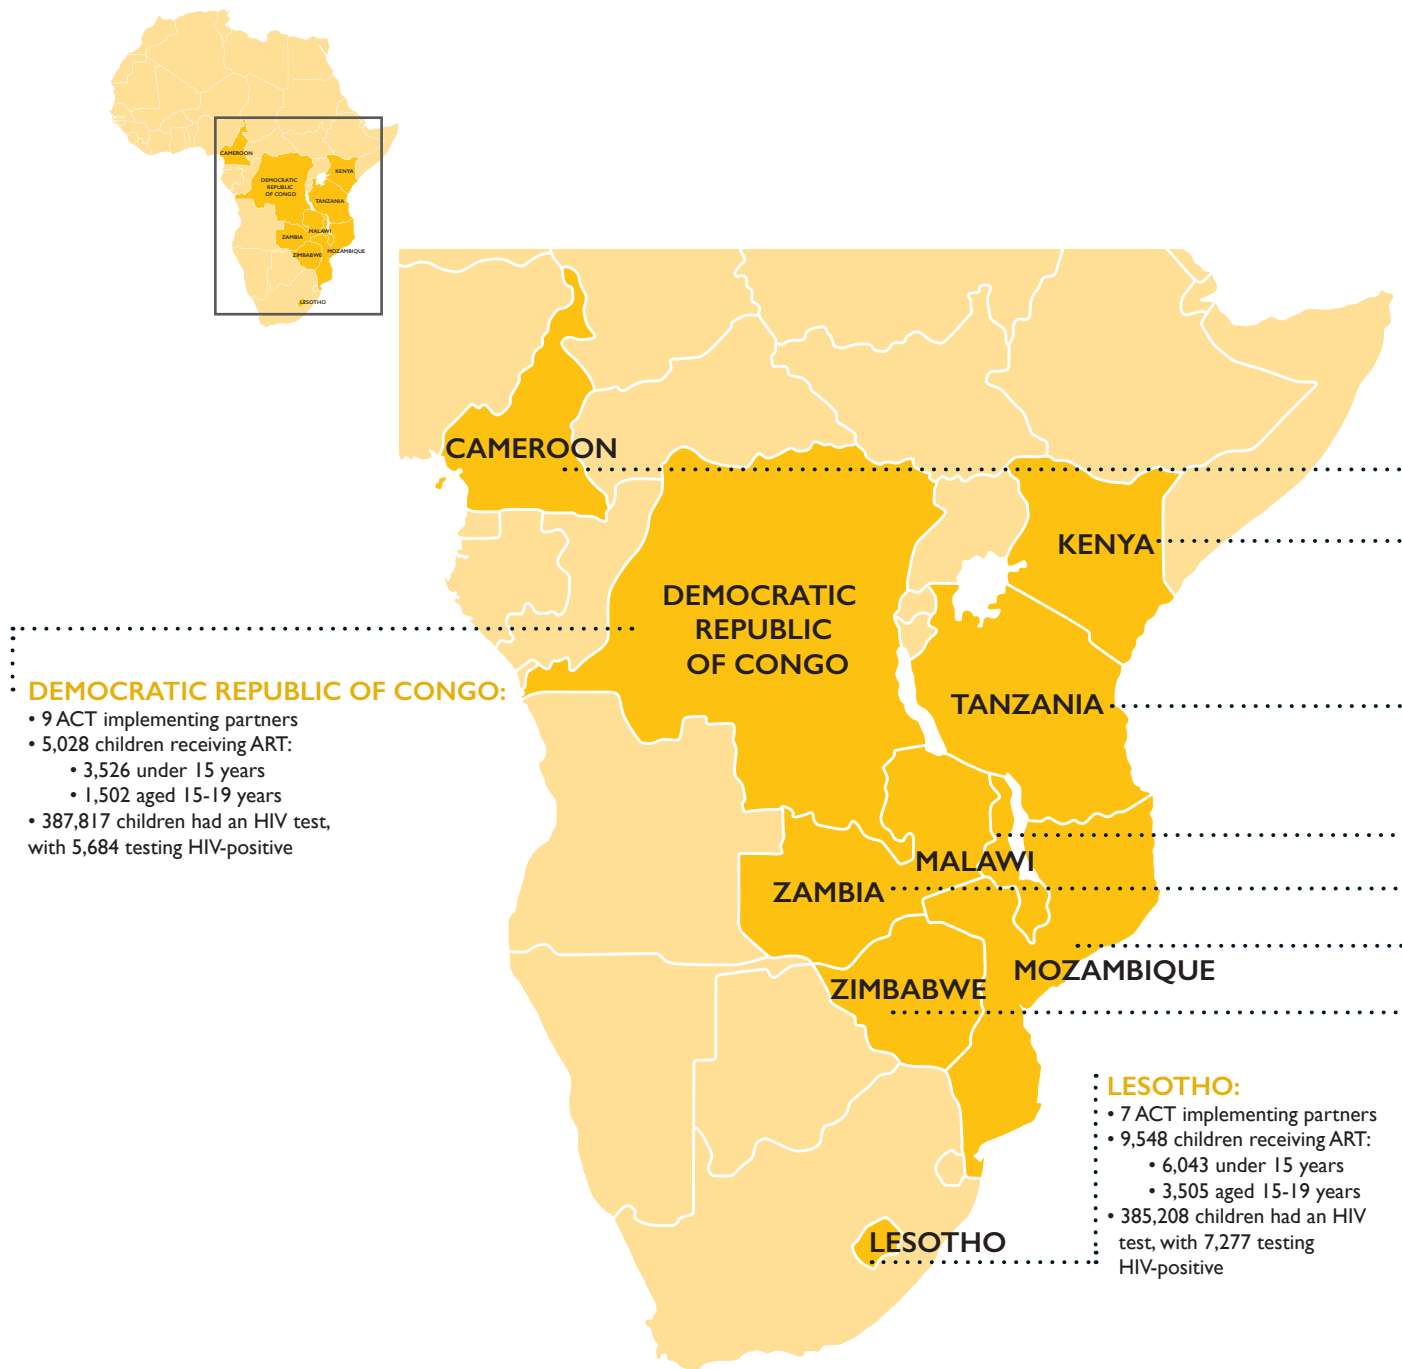 CAMEROON
KENYA
DEMOCRATIC
REPUBLIC
OF CONGO
TANZANIA
MALAWI
ZAMBIA
MOZAMBIQUE
ZIMBABWE
LESOTHO
CAMEROON
KENYA
DEMOCRATIC
REPUBLIC
OF CONGO
TANZANIA
MALAWI
ZAMBIA
MOZAMBIQUE
ZIMBABWE
LESOTHO
DEMOCRATIC REPUBLIC OF CONGO:
• 9 ACT implementing partners
• 5,028 children receiving ART:
• 3,526 under 15 years
• 1,502 aged 15-19 years
• 387,817 children had an HIV test,
with 5,684 testing HIV-positive
LESOTHO:
• 7 ACT implementing partners
• 9,548 children receiving ART:
• 6,043 under 15 years
• 3,505 aged 15-19 years
• 385,208 children had an HIV
test, with 7,277 testing
HIV-positive